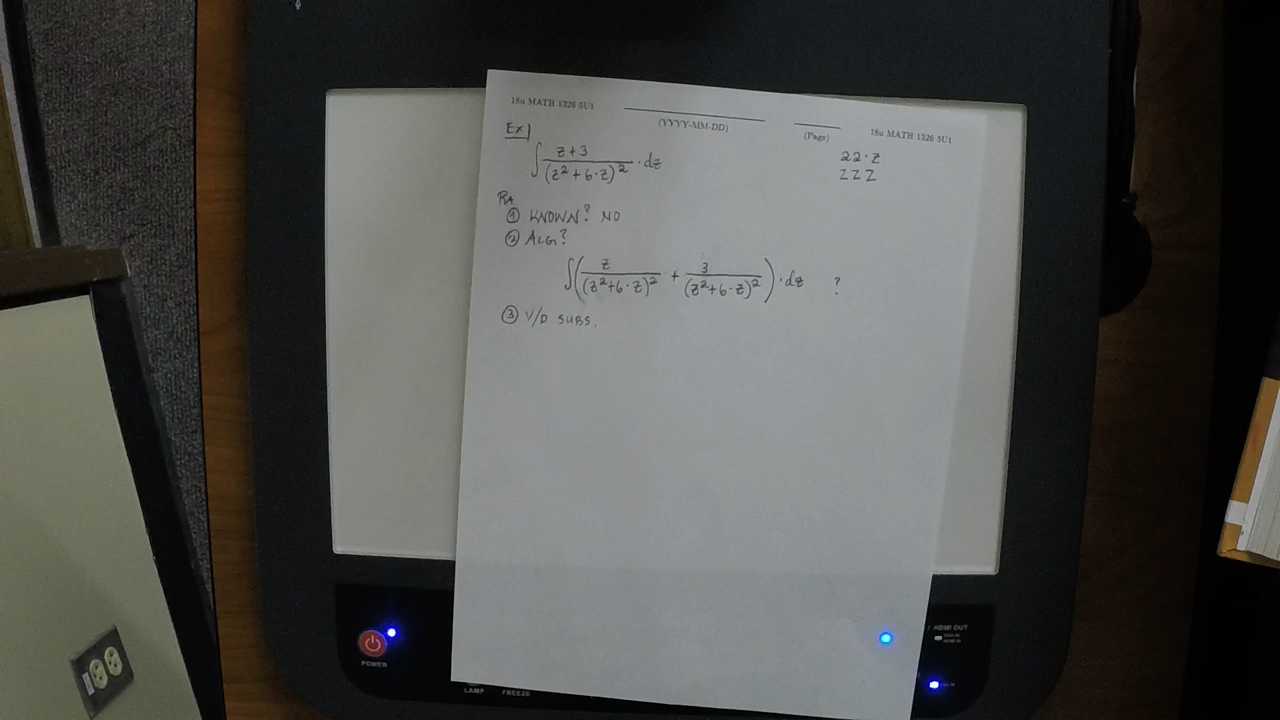 18u MATH 1326 5U1
(YYYY-MM-DD)
(Page)
18u MATH 1326 5U1
Ex 1
∫ (z+3)/(z²+6·z)² · dz
22·z
z z z
RA
① KNOWN? NO
② ALG?
∫( z/(z²+6·z)² + 3/(z²+6·z)² ) · dz ?
③ V/D SUBS.
POWER
LAMP
FREEZE
HDMI OUT